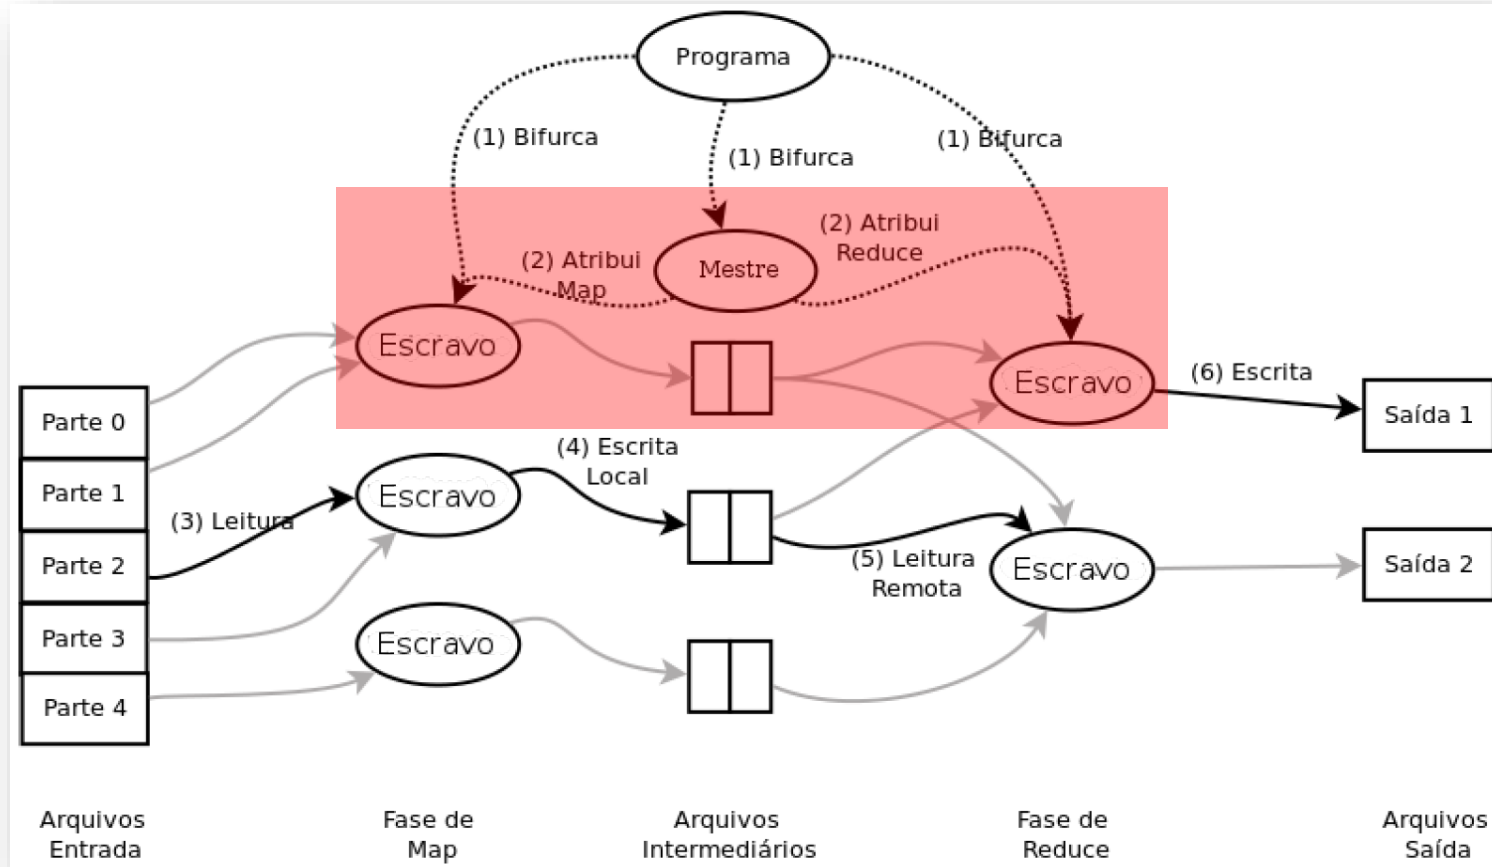 Programa
(1) Bifurca
(1) Bifurca
(1) Bifurca
(2) Atribui
Map
Mestre
(2) Atribui
Reduce
Escravo
Escravo
(6) Escrita
Saída 1
Parte 0
Parte 1
(3) Leitura
Parte 2
Parte 3
Parte 4
Escravo
(4) Escrita
Local
(5) Leitura
Remota
Escravo
Saída 2
Escravo
Arquivos
Entrada
Fase de
Map
Arquivos
Intermediários
Fase de
Reduce
Arquivos
Saída